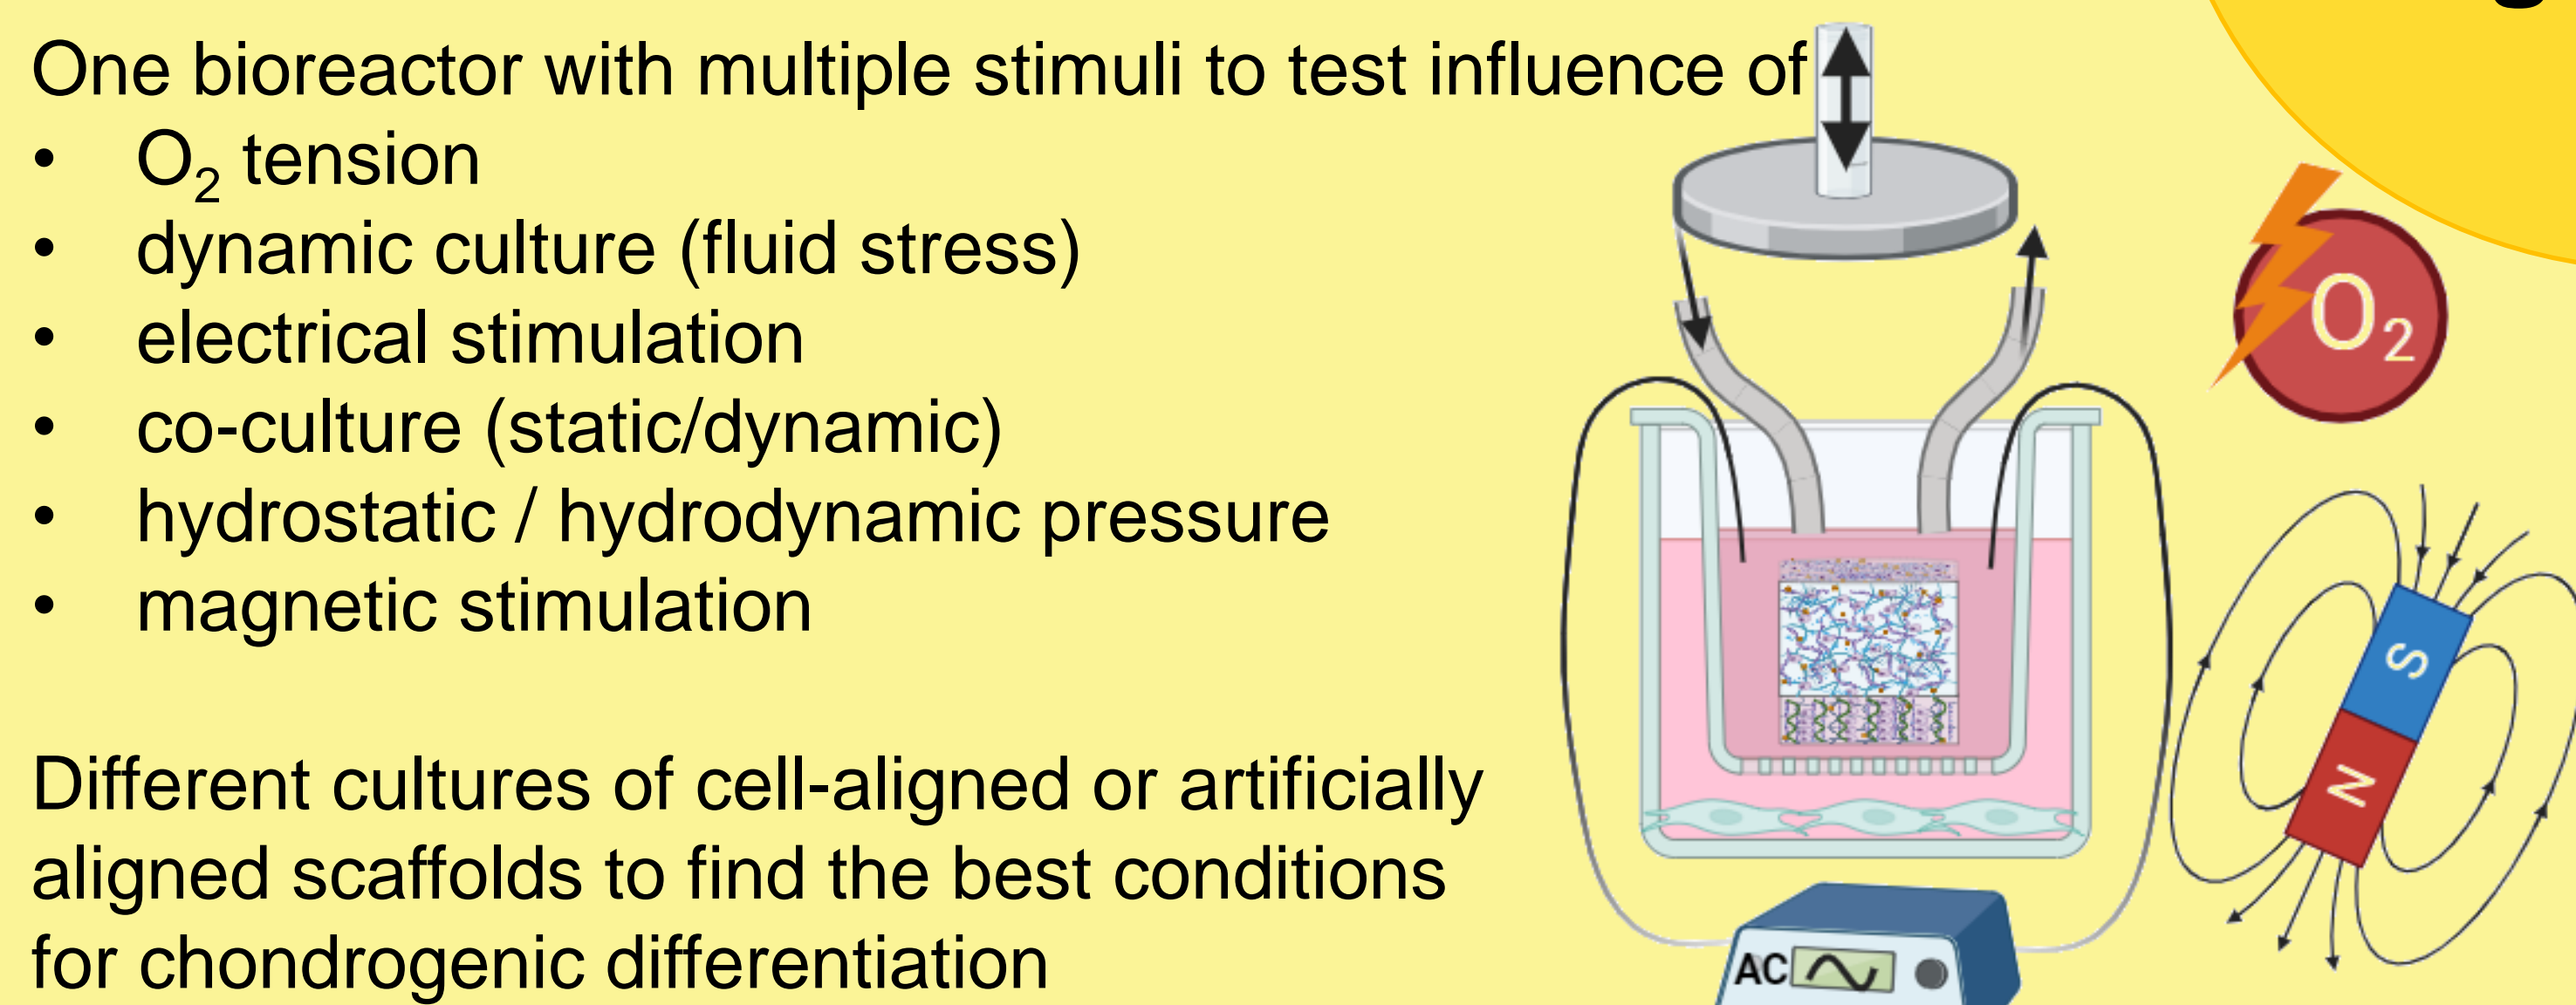 One bioreactor with multiple stimuli to test influence of
• O₂ tension
• dynamic culture (fluid stress)
• electrical stimulation
• co-culture (static/dynamic)
• hydrostatic / hydrodynamic pressure
• magnetic stimulation
Different cultures of cell-aligned or artificially
aligned scaffolds to find the best conditions
for chondrogenic differentiation
O₂
S
N
AC